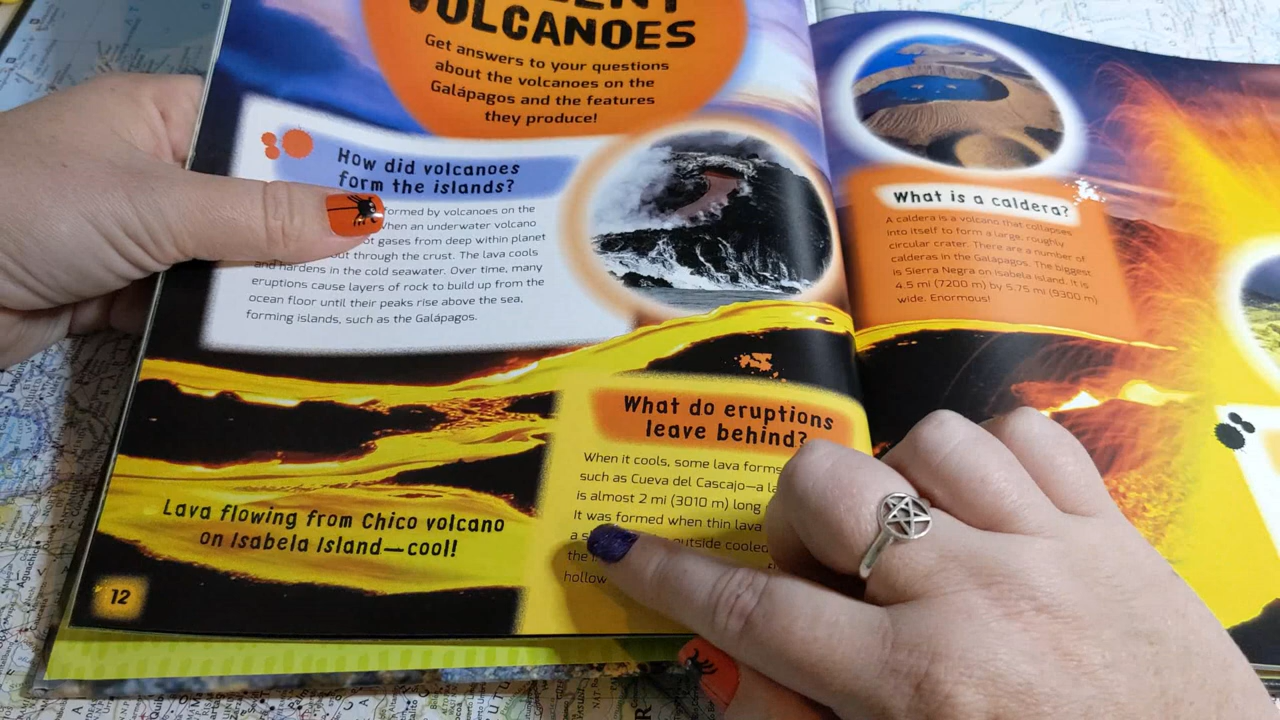 VOLCANOES
Get answers to your questions
about the volcanoes on the
Galápagos and the features
they produce!
How did volcanoes
form the islands?
ormed by volcanoes on the
when an underwater volcano
ot gases from deep within planet
out through the crust. The lava cools
and hardens in the cold seawater. Over time, many
eruptions cause layers of rock to build up from the
ocean floor until their peaks rise above the sea,
forming islands, such as the Galápagos.
What do eruptions
leave behind?
When it cools, some lava forms
such as Cueva del Cascajo—a la
is almost 2 mi (3010 m) long
It was formed when thin lava
a s outside cooled
the
hollow
Lava flowing from Chico volcano
on Isabela Island—cool!
12
What is a caldera?
A caldera is a volcano that collapses
into itself to form a large, roughly
circular crater. There are a number of
calderas in the Galapagos. The biggest
is Sierra Negra on Isabela Island. It is
4.5 mi (7200 m) by 5.75 mi (9300 m)
wide. Enormous!